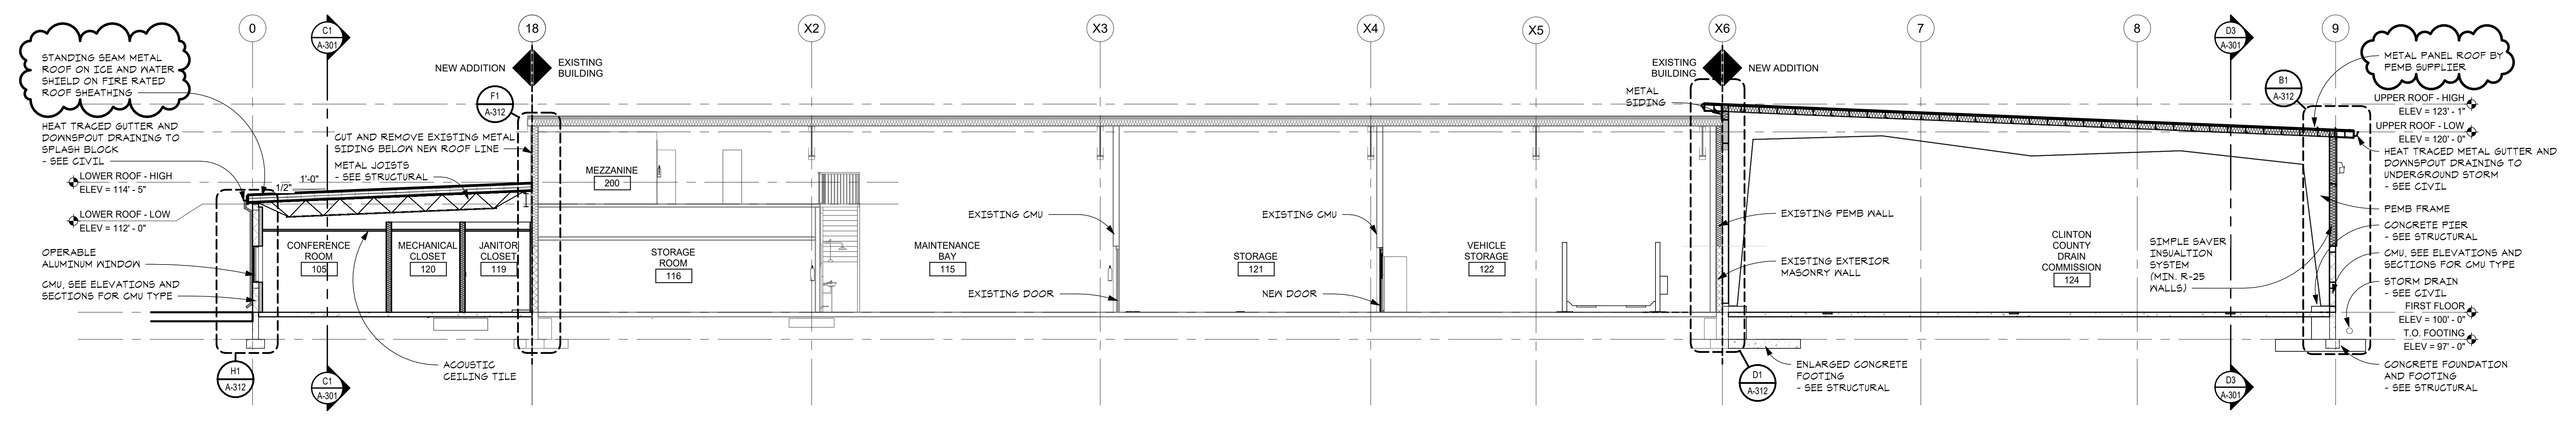 0
C1
A-301
18
X2
X3
X4
X5
X6
7
8
D3
A-301
9
STANDING SEAM METAL
ROOF ON ICE AND WATER
SHIELD ON FIRE RATED
ROOF SHEATHING
NEW ADDITION
EXISTING
BUILDING
EXISTING
BUILDING
NEW ADDITION
METAL PANEL ROOF BY
PEMB SUPPLIER
F1
A-312
B1
A-312
METAL
SIDING
UPPER ROOF - HIGH
ELEV = 123' - 1"
UPPER ROOF - LOW
ELEV = 120' - 0"
HEAT TRACED GUTTER AND
DOWNSPOUT DRAINING TO
SPLASH BLOCK
- SEE CIVIL
CUT AND REMOVE EXISTING METAL
SIDING BELOW NEW ROOF LINE
METAL JOISTS
- SEE STRUCTURAL
HEAT TRACED METAL GUTTER AND
DOWNSPOUT DRAINING TO
UNDERGROUND STORM
- SEE CIVIL
LOWER ROOF - HIGH
ELEV = 114' - 5"
1'-0"
1/2"
MEZZANINE
200
LOWER ROOF - LOW
ELEV = 112' - 0"
EXISTING CMU
EXISTING CMU
EXISTING PEMB WALL
PEMB FRAME
CONCRETE PIER
- SEE STRUCTURAL
OPERABLE
ALUMINUM WINDOW
CONFERENCE
ROOM
105
MECHANICAL
CLOSET
120
JANITOR
CLOSET
119
STORAGE
ROOM
116
MAINTENANCE
BAY
115
STORAGE
121
VEHICLE
STORAGE
122
EXISTING EXTERIOR
MASONRY WALL
CLINTON
COUNTY
DRAIN
COMMISSION
124
SIMPLE SAVER
INSUALTION
SYSTEM
(MIN. R-25
WALLS)
CMU, SEE ELEVATIONS AND
SECTIONS FOR CMU TYPE
CMU, SEE ELEVATIONS AND
SECTIONS FOR CMU TYPE
EXISTING DOOR
NEW DOOR
STORM DRAIN
- SEE CIVIL
FIRST FLOOR
ELEV = 100' - 0"
T.O. FOOTING
ELEV = 97' - 0"
H1
A-312
C1
A-301
ACOUSTIC
CEILING TILE
D1
A-312
ENLARGED CONCRETE
FOOTING
- SEE STRUCTURAL
D3
A-301
CONCRETE FOUNDATION
AND FOOTING
- SEE STRUCTURAL